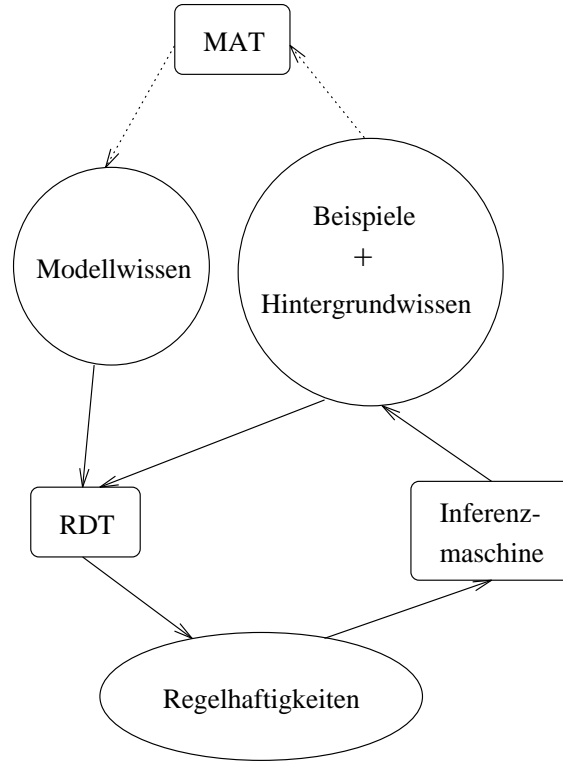 MAT
Modellwissen
Beispiele
+
Hintergrundwissen
RDT
Inferenz-
maschine
Regelhaftigkeiten